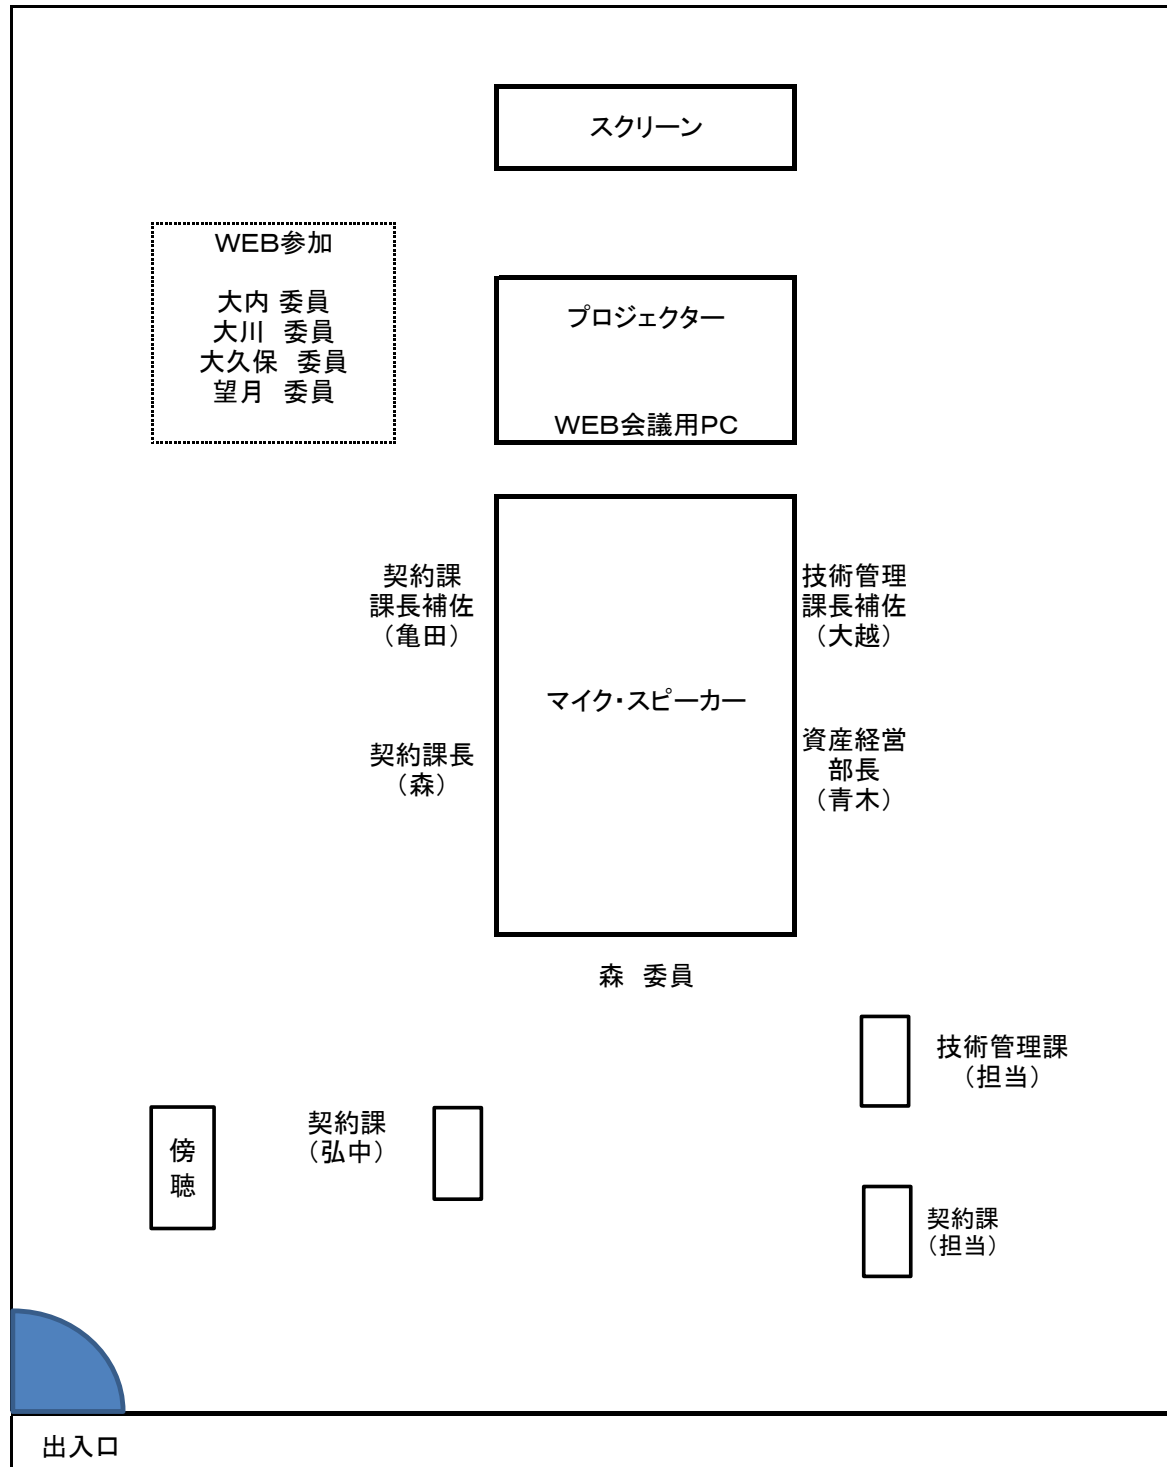 スクリーン
WEB参加
大内 委員
大川　委員
大久保　委員
望月　委員
プロジェクター
WEB会議用PC
契約課
課長補佐
（亀田）
技術管理
課長補佐
（大越）
マイク・スピーカー
契約課長
（森）
資産経営
部長
（青木）
森　委員
技術管理課
（担当）
契約課
（弘中）
傍
聴
契約課
（担当）
出入口